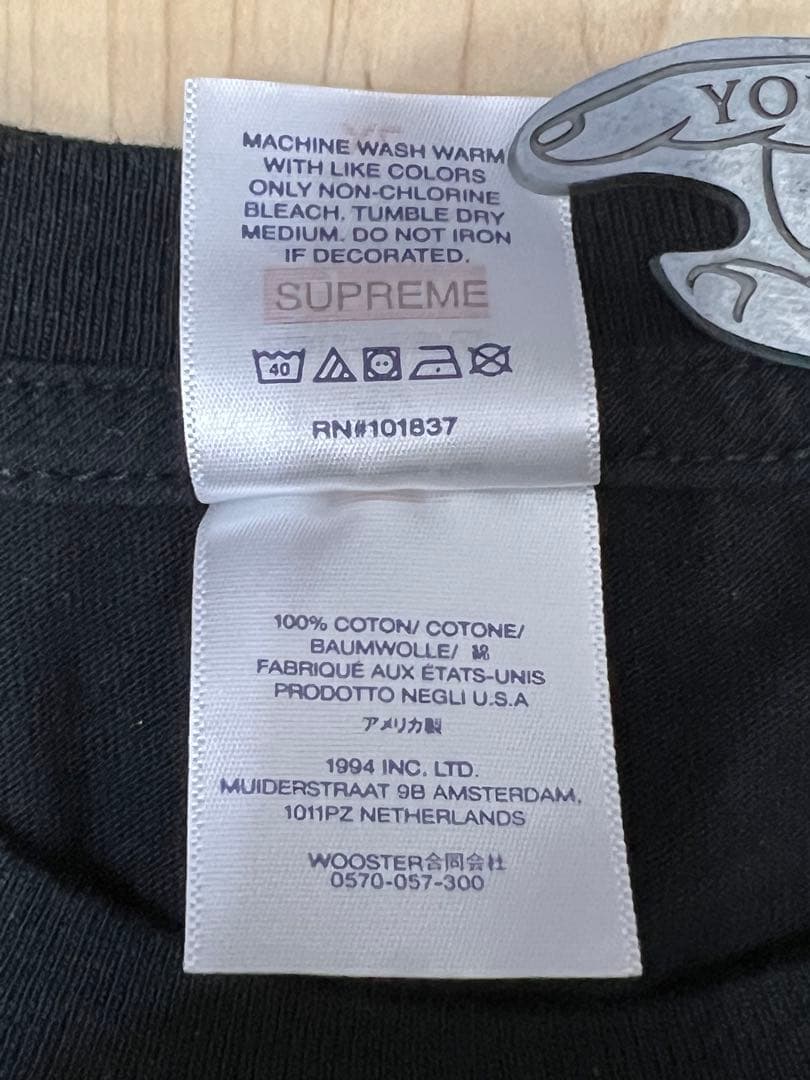 YO
MACHINE WASH WARM
WITH LIKE COLORS
ONLY NON-CHLORINE
BLEACH. TUMBLE DRY
MEDIUM. DO NOT IRON
IF DECORATED.
SUPREME
40
RN#101837
100% COTON/ COTONE/
BAUMWOLLE/ 綿
FABRIQUÉ AUX ÉTATS-UNIS
PRODOTTO NEGLI U.S.A
アメリカ製
1994 INC. LTD.
MUIDERSTRAAT 9B AMSTERDAM,
1011PZ NETHERLANDS
WOOSTER合同会社
0570-057-300